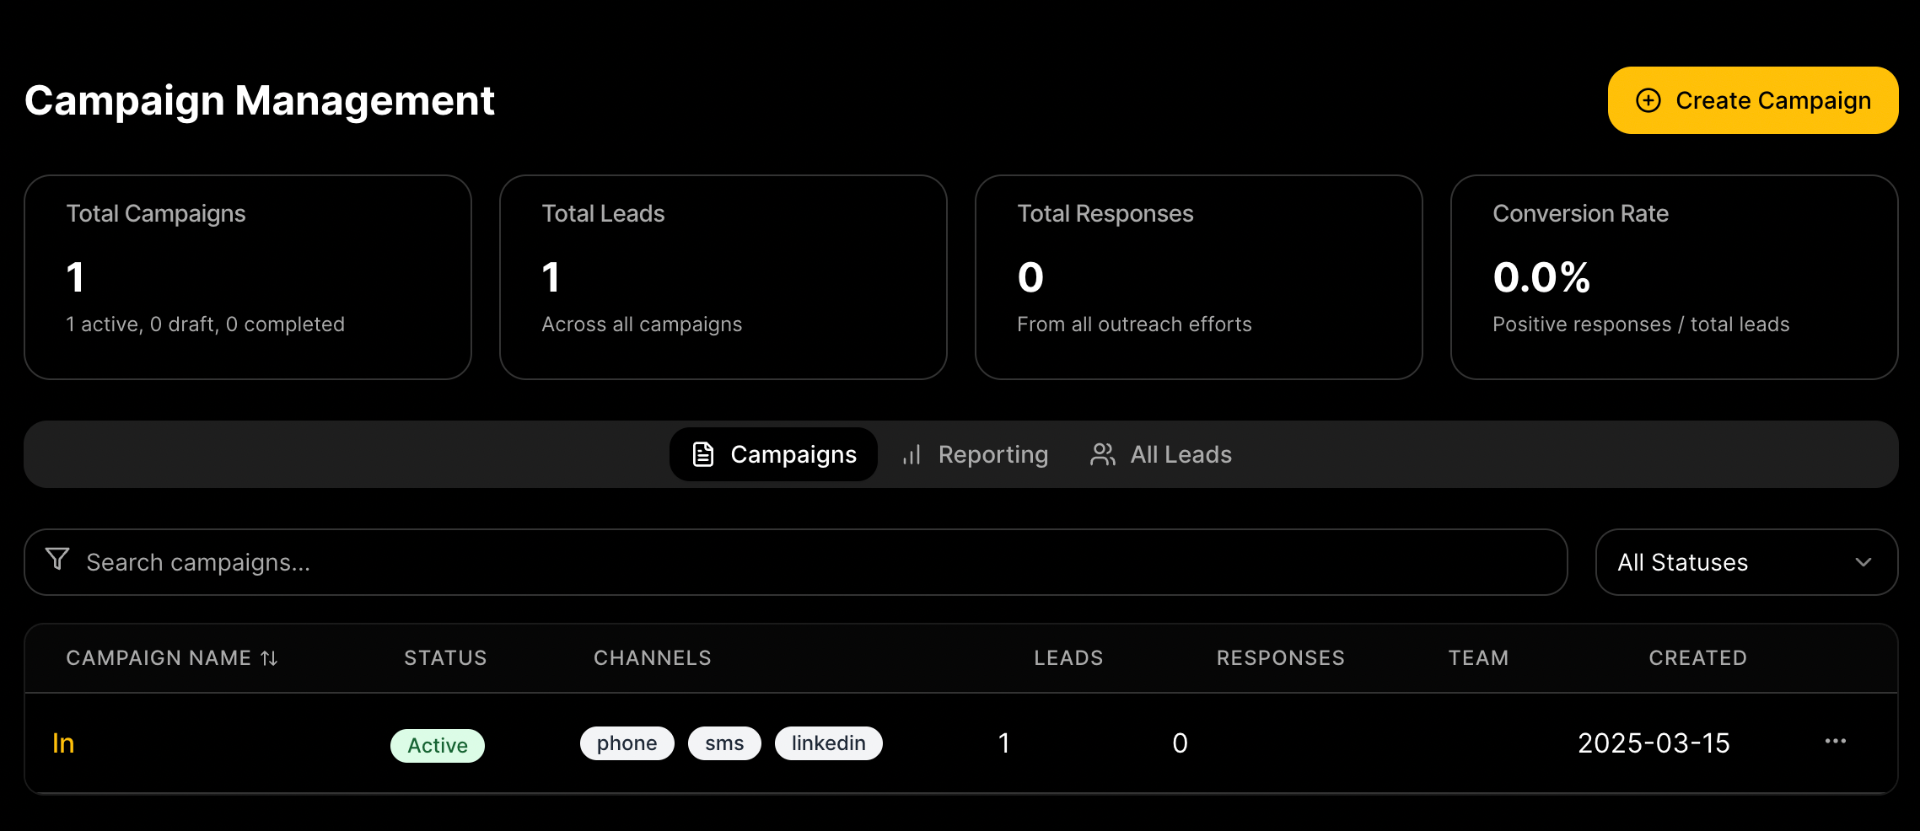 Campaign Management
Create Campaign
Total Campaigns
1
1 active, 0 draft, 0 completed
Total Leads
1
Across all campaigns
Total Responses
0
From all outreach efforts
Conversion Rate
0.0%
Positive responses / total leads
Campaigns
Reporting
All Leads
Search campaigns...
All Statuses
CAMPAIGN NAME STATUS CHANNELS LEADS RESPONSES TEAM CREATED
In Active phone sms linkedin 1 0 2025-03-15